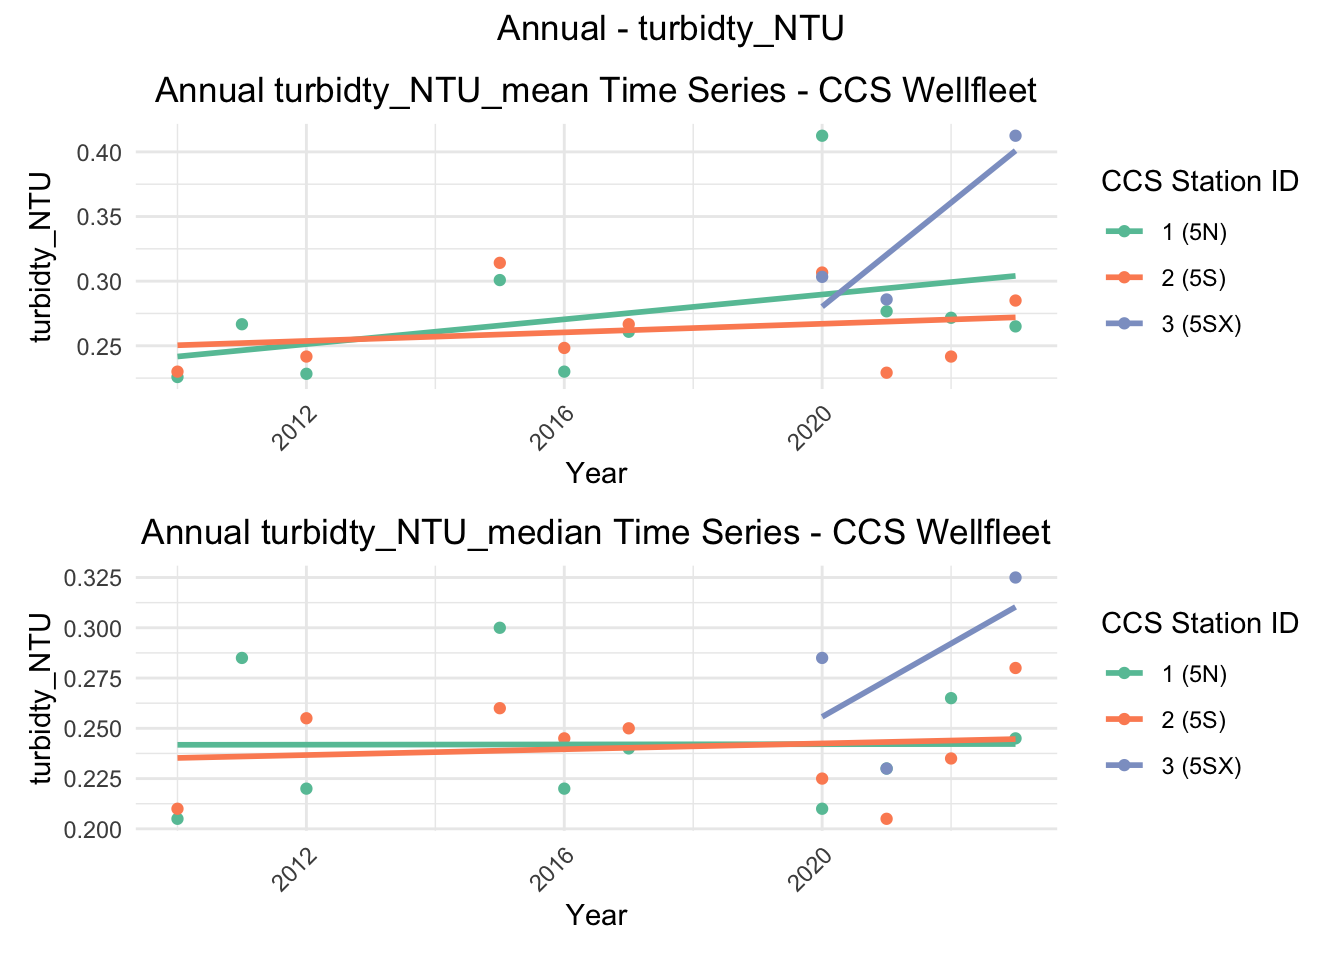 Annual - turbidty_NTU
Annual turbidty_NTU_mean Time Series - CCS Wellfleet
turbidty_NTU
0.40
0.35
0.30
0.25
2012
2016
2020
Year
CCS Station ID
1 (5N)
2 (5S)
3 (5SX)
Annual turbidty_NTU_median Time Series - CCS Wellfleet
turbidty_NTU
0.325
0.300
0.275
0.250
0.225
0.200
2012
2016
2020
Year
CCS Station ID
1 (5N)
2 (5S)
3 (5SX)